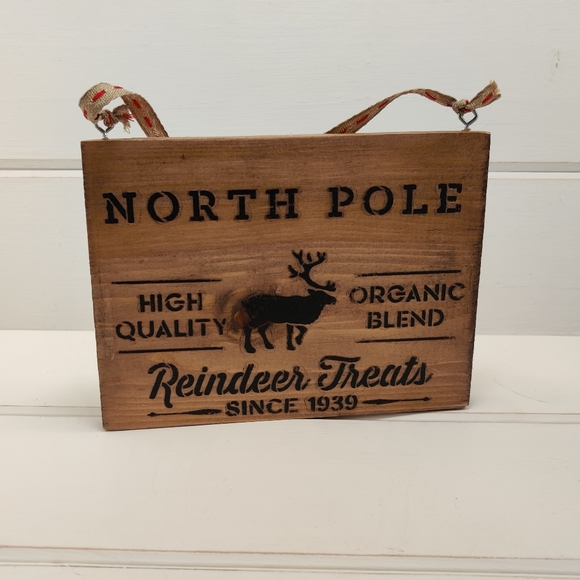 NORTH POLE
HIGH QUALITY
ORGANIC BLEND
Reindeer Treats
SINCE 1939